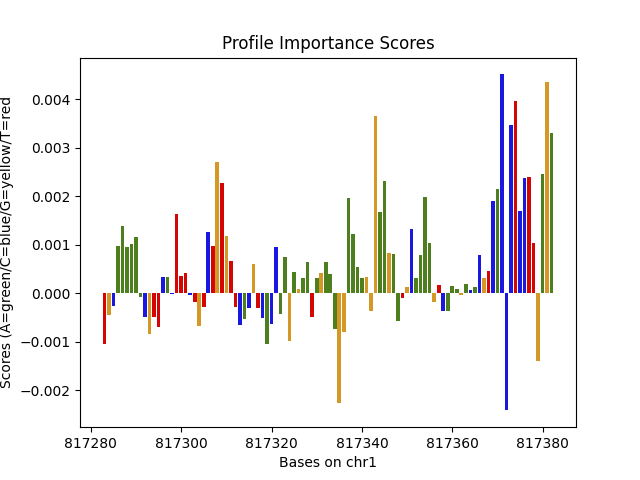 Profile Importance Scores
Scores (A=green/C=blue/G=yellow/T=red
0.004
0.003
0.002
0.001
0.000
−0.001
−0.002
817280 817300 817320 817340 817360 817380
Bases on chr1